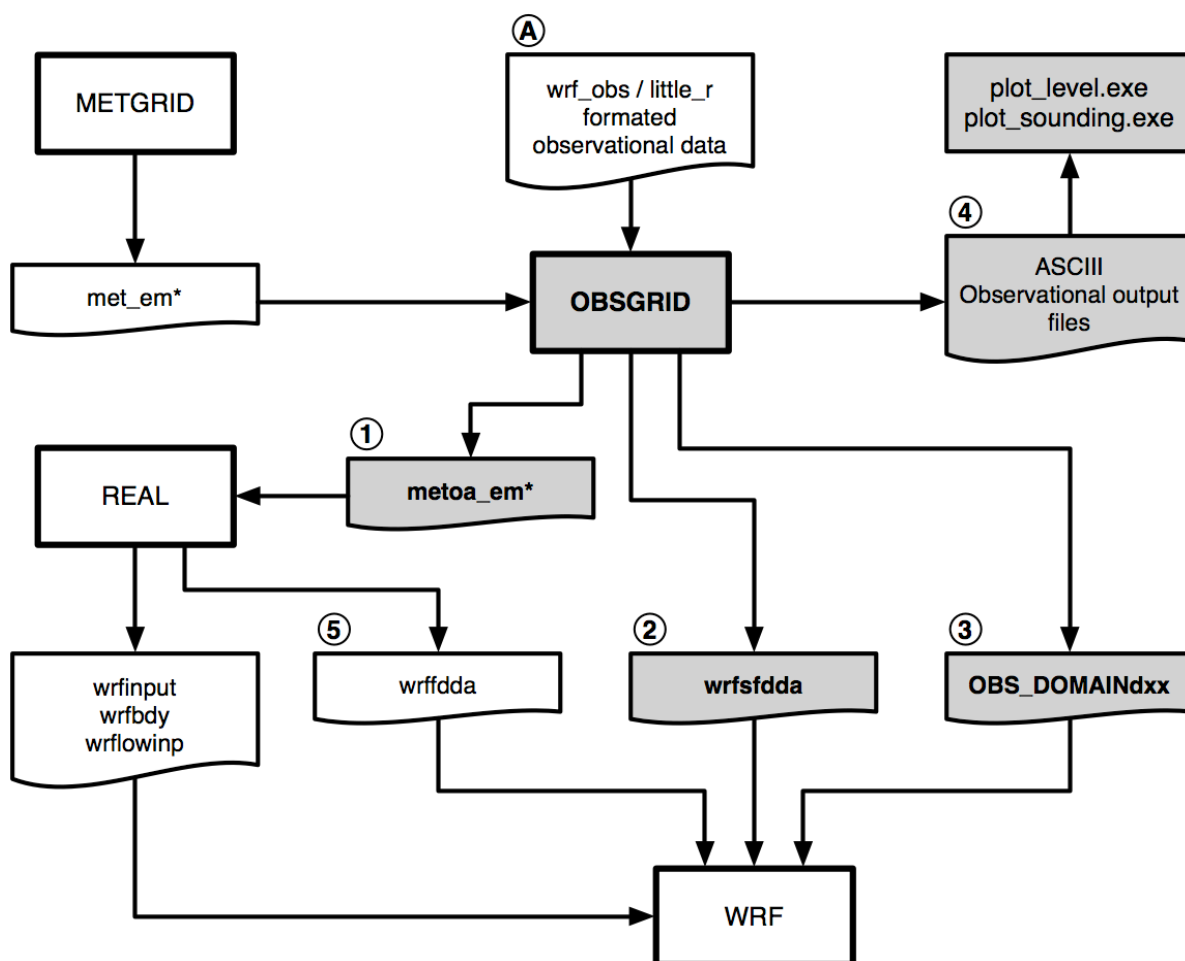 METGRID
A
wrf_obs / little_r
formated
observational data
plot_level.exe
plot_sounding.exe
met_em*
OBSGRID
4
ASCIII
Observational output
files
1
metoa_em*
REAL
wrfinput
wrfbdy
wrflowinp
5
wrffdda
2
wrfsfdda
3
OBS_DOMAINdxx
WRF